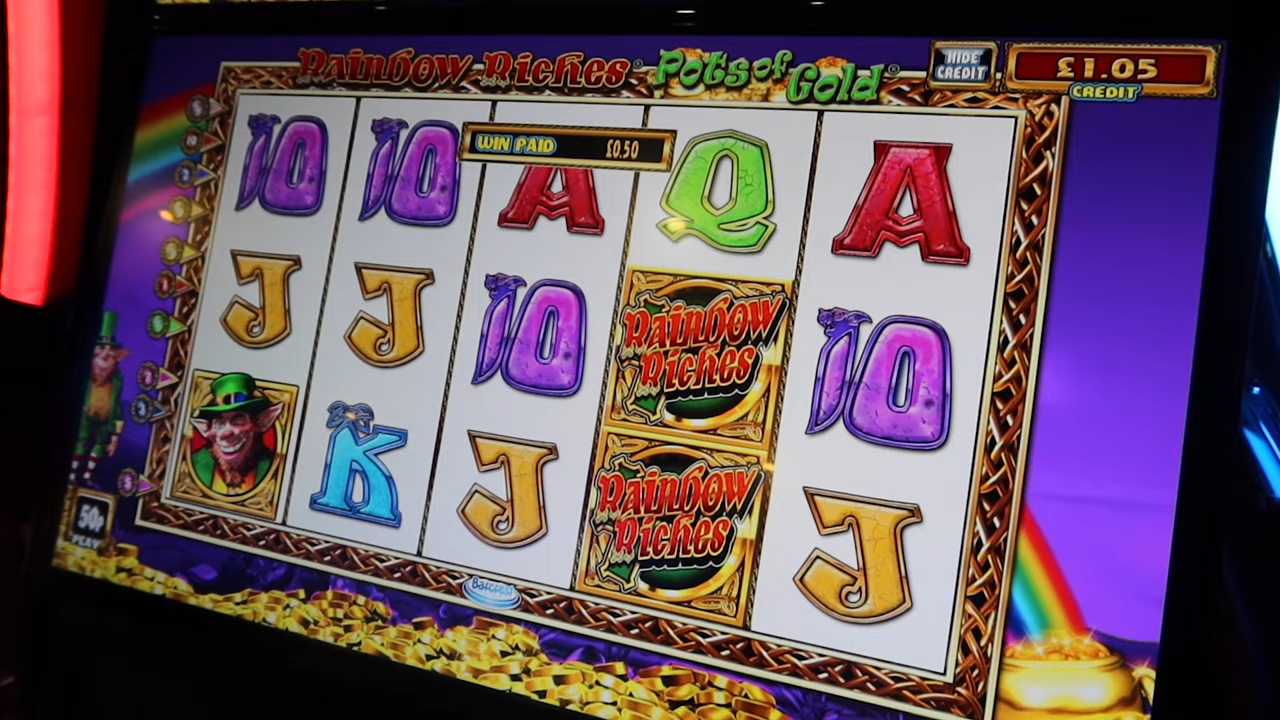 Rainbow Riches® Pots of Gold®
HIDE
CREDIT
£1.05
CREDIT
WIN PAID £0.50
10 10 A Q A
J J 10 Rainbow Riches 10
K J Rainbow Riches J
50P
PLAY
Barcrest